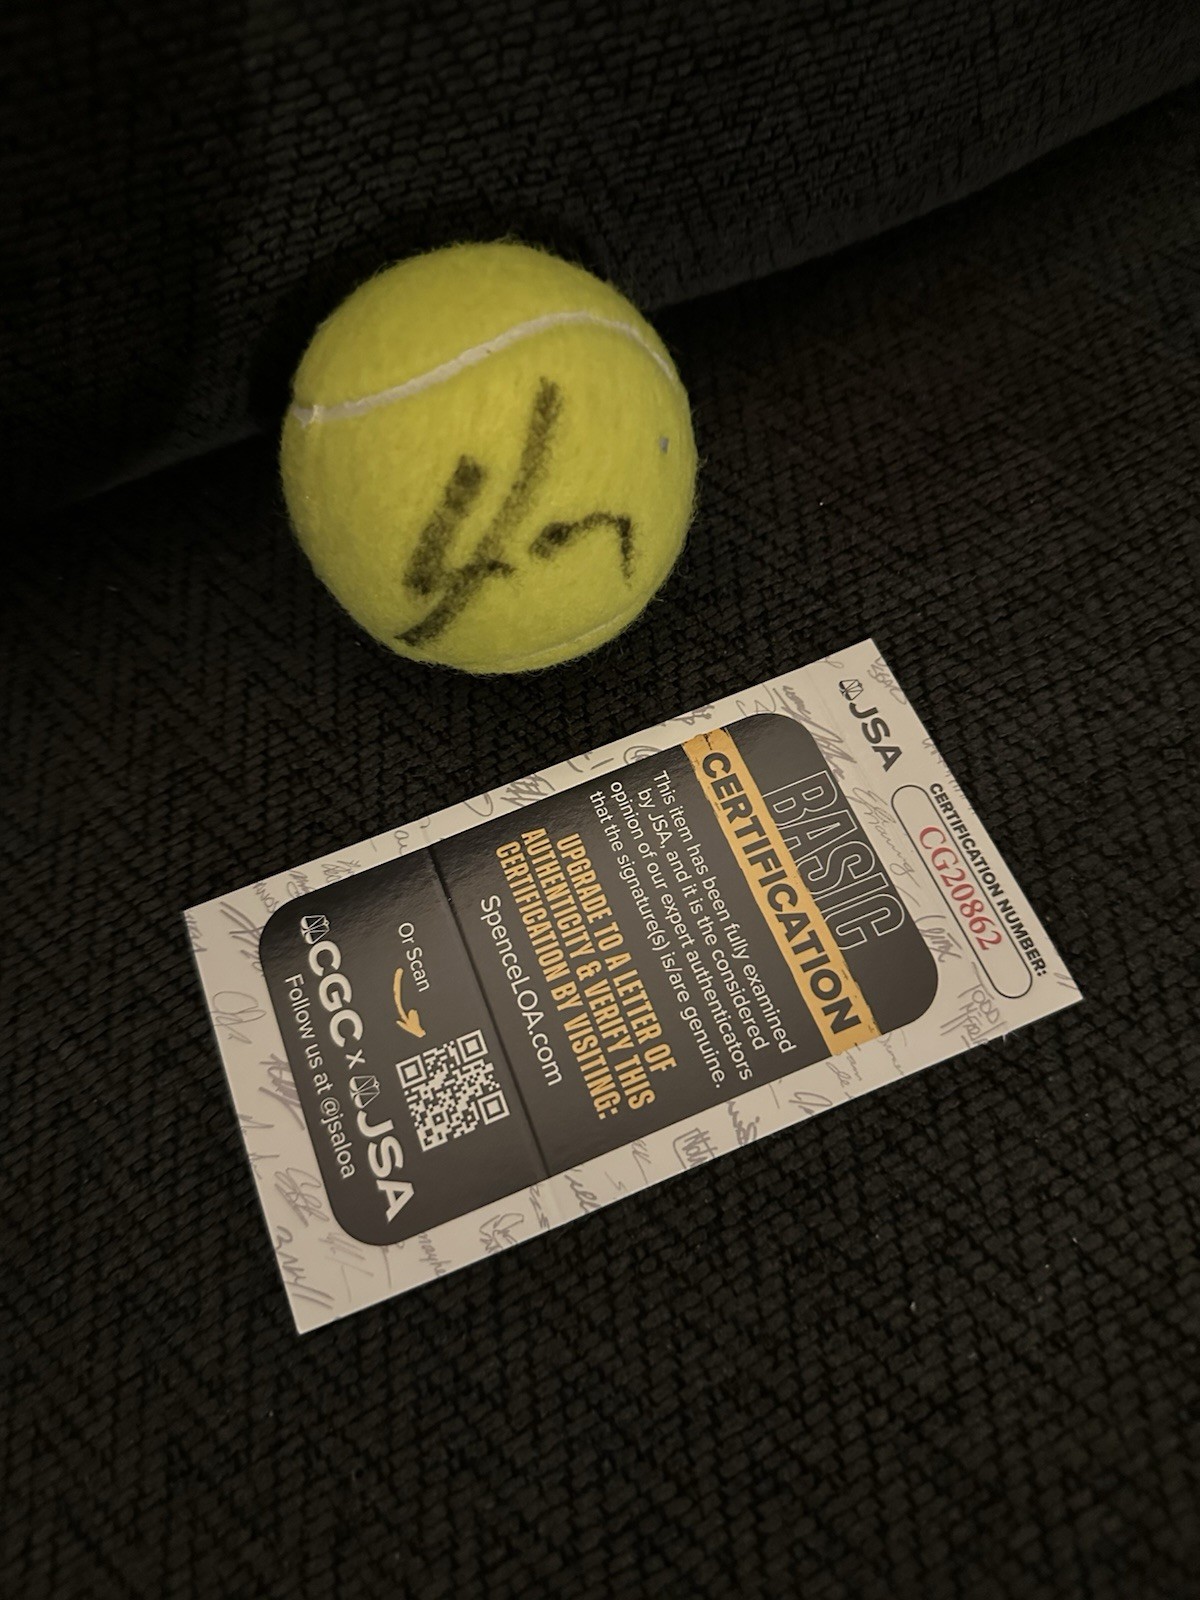 JSA
CERTIFICATION NUMBER:
CG20862
BASIC
CERTIFICATION
This item has been fully examined
by JSA, and it is the considered
opinion of our expert authenticators
that the signature(s) is/are genuine.
UPGRADE TO A LETTER OF
AUTHENTICITY & VERIFY THIS
CERTIFICATION BY VISITING:
SpenceLOA.com
Or Scan
CGC x JSA
Follow us at @jsaloa